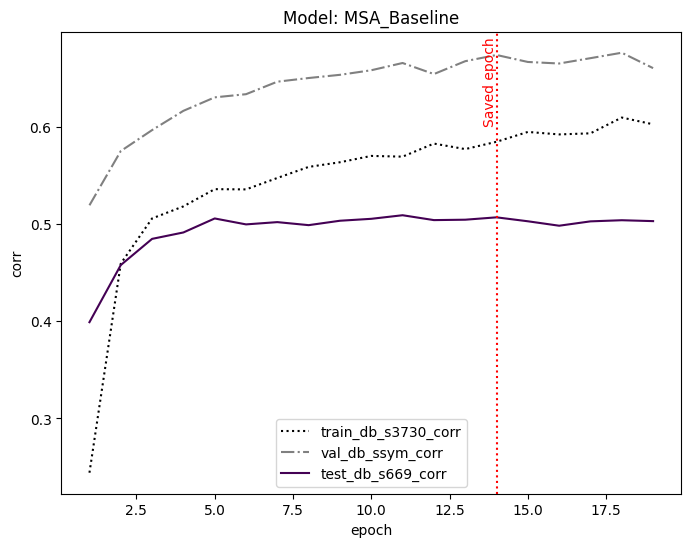 Model: MSA_Baseline
corr
0.6
0.5
0.4
0.3
Saved epoch
train_db_s3730_corr
val_db_ssym_corr
test_db_s669_corr
2.5 5.0 7.5 10.0 12.5 15.0 17.5
epoch